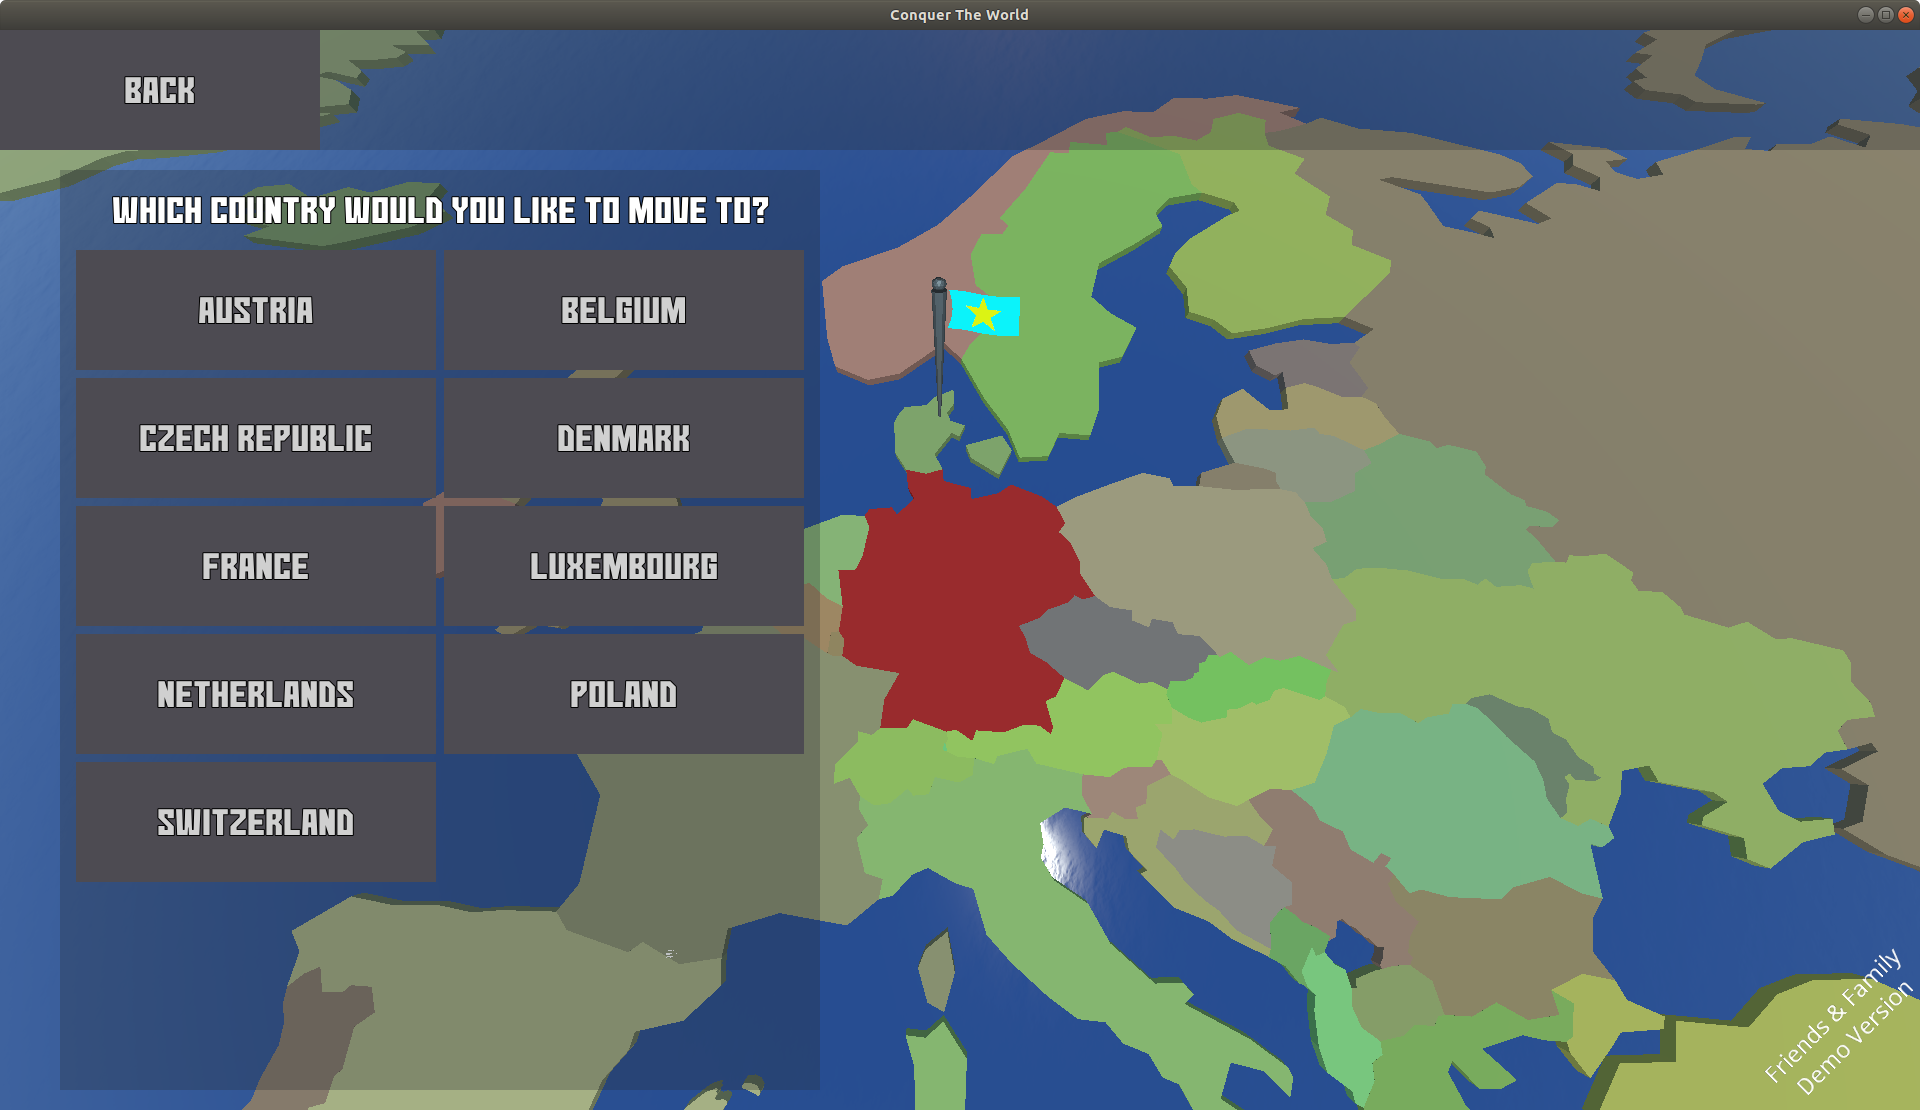 Conquer The World
BACK
WHICH COUNTRY WOULD YOU LIKE TO MOVE TO?
AUSTRIA
BELGIUM
CZECH REPUBLIC
DENMARK
FRANCE
LUXEMBOURG
NETHERLANDS
POLAND
SWITZERLAND
Friends & Family
Demo Version